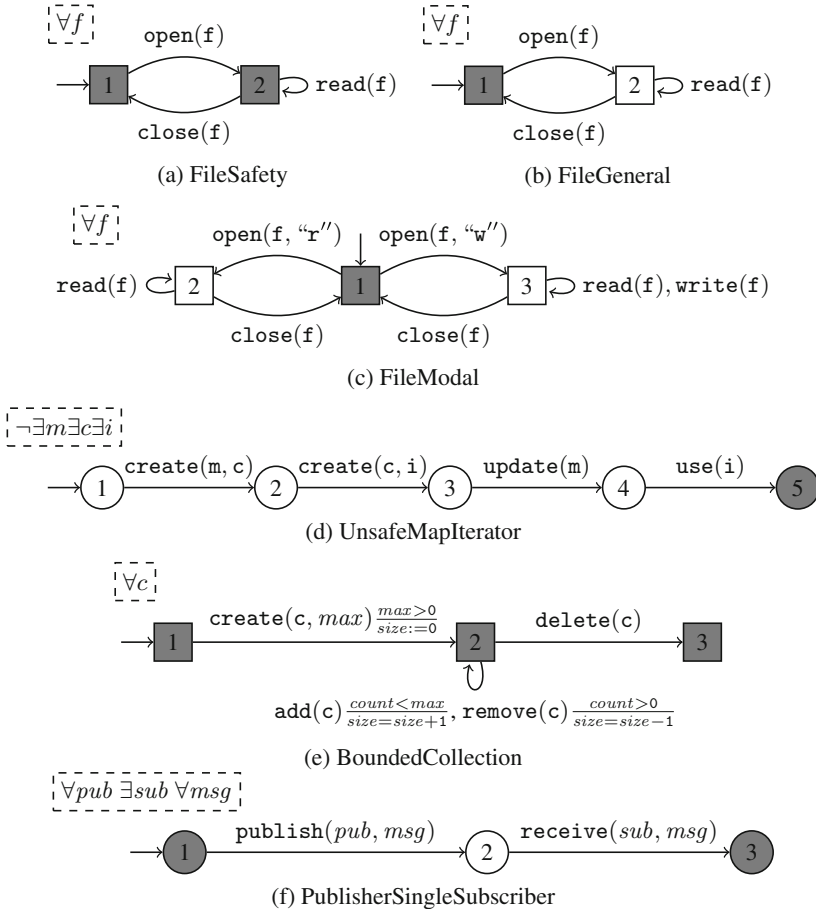 ∀f ∀f
open(f) open(f)
1 2 read(f) 1 2 read(f)
close(f) close(f)
(a) FileSafety (b) FileGeneral
∀f
open(f, “r″) open(f, “w″)
read(f) 2 1 3 read(f), write(f)
close(f) close(f)
(c) FileModal
¬∃m∃c∃i
create(m, c) create(c, i) update(m) use(i)
1 2 3 4 5
(d) UnsafeMapIterator
∀c
create(c, max) max>0 / size:=0 delete(c)
1 2 3
add(c) count<max / size=size+1, remove(c) count>0 / size=size−1
(e) BoundedCollection
∀pub ∃sub ∀msg
publish(pub, msg) receive(sub, msg)
1 2 3
(f) PublisherSingleSubscriber